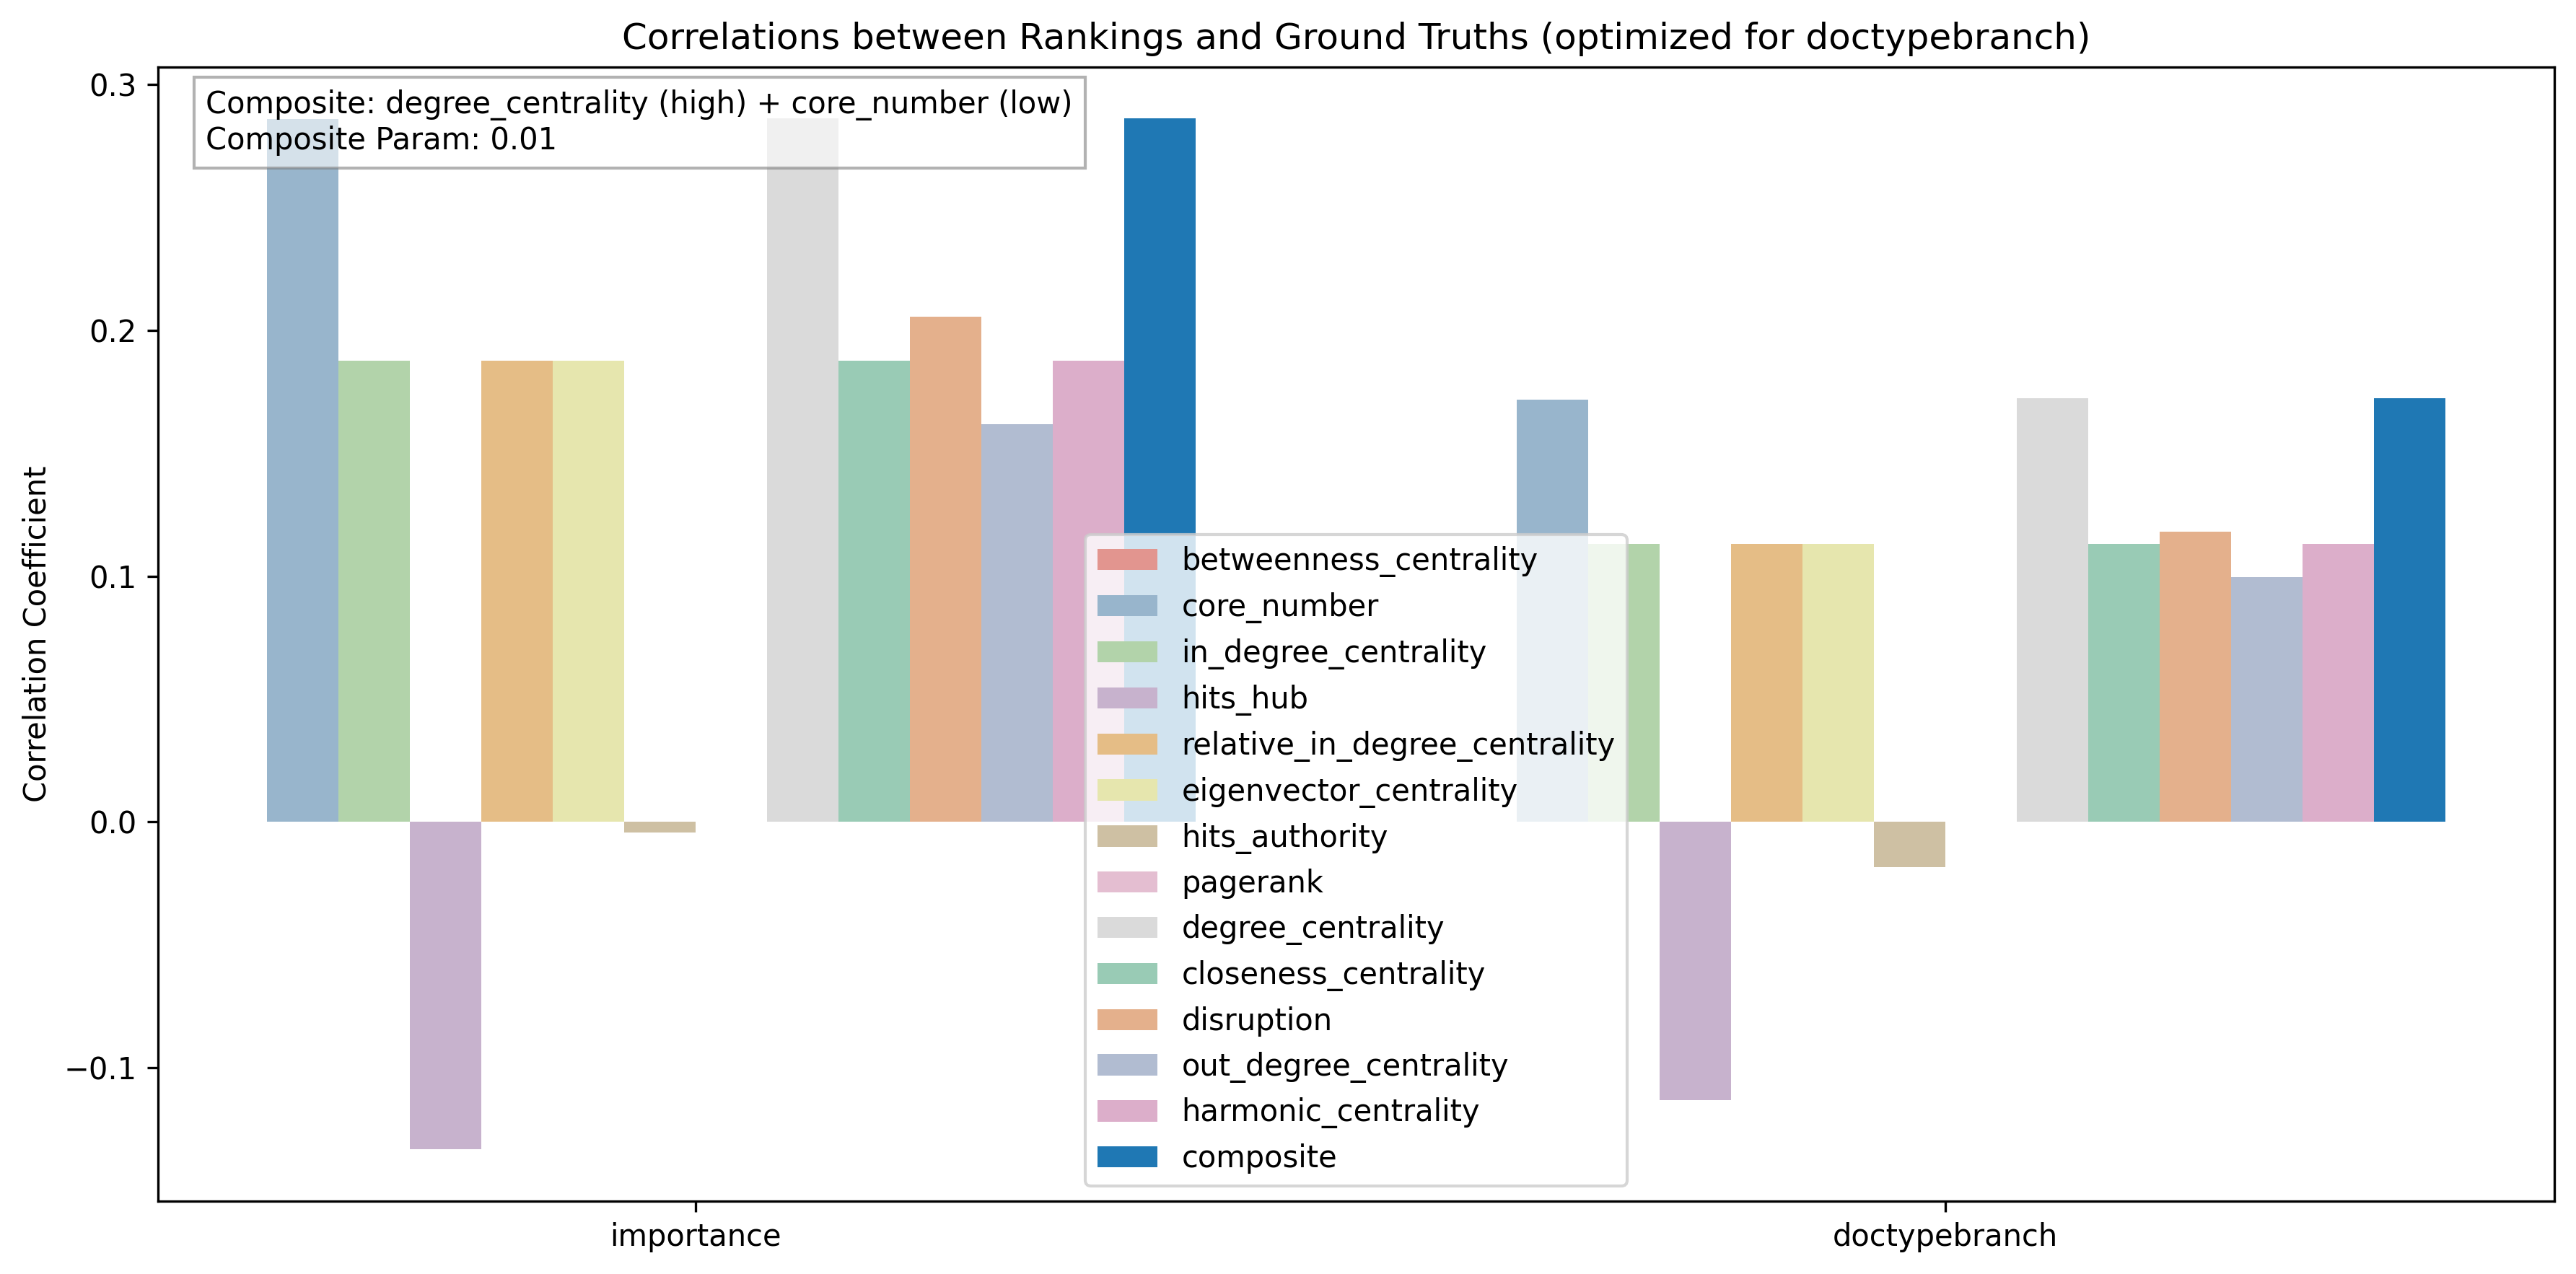 Correlations between Rankings and Ground Truths (optimized for doctypebranch)
Composite: degree_centrality (high) + core_number (low)
Composite Param: 0.01
Correlation Coefficient
0.3
0.2
0.1
0.0
−0.1
betweenness_centrality
core_number
in_degree_centrality
hits_hub
relative_in_degree_centrality
eigenvector_centrality
hits_authority
pagerank
degree_centrality
closeness_centrality
disruption
out_degree_centrality
harmonic_centrality
composite
importance
doctypebranch